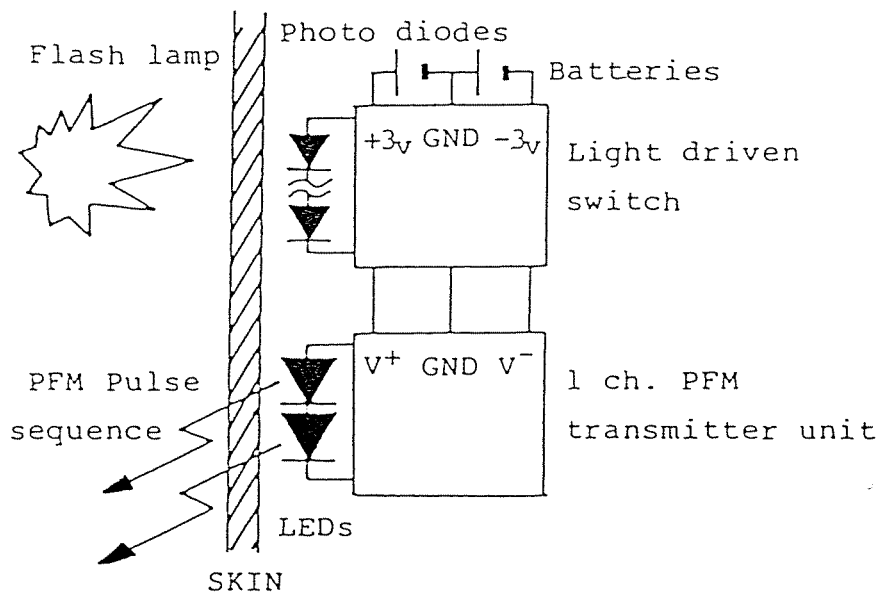 Photo diodes
Flash lamp
Batteries
+3v GND -3v
Light driven
switch
V+ GND V-
PFM Pulse
sequence
1 ch. PFM
transmitter unit
LEDs
SKIN